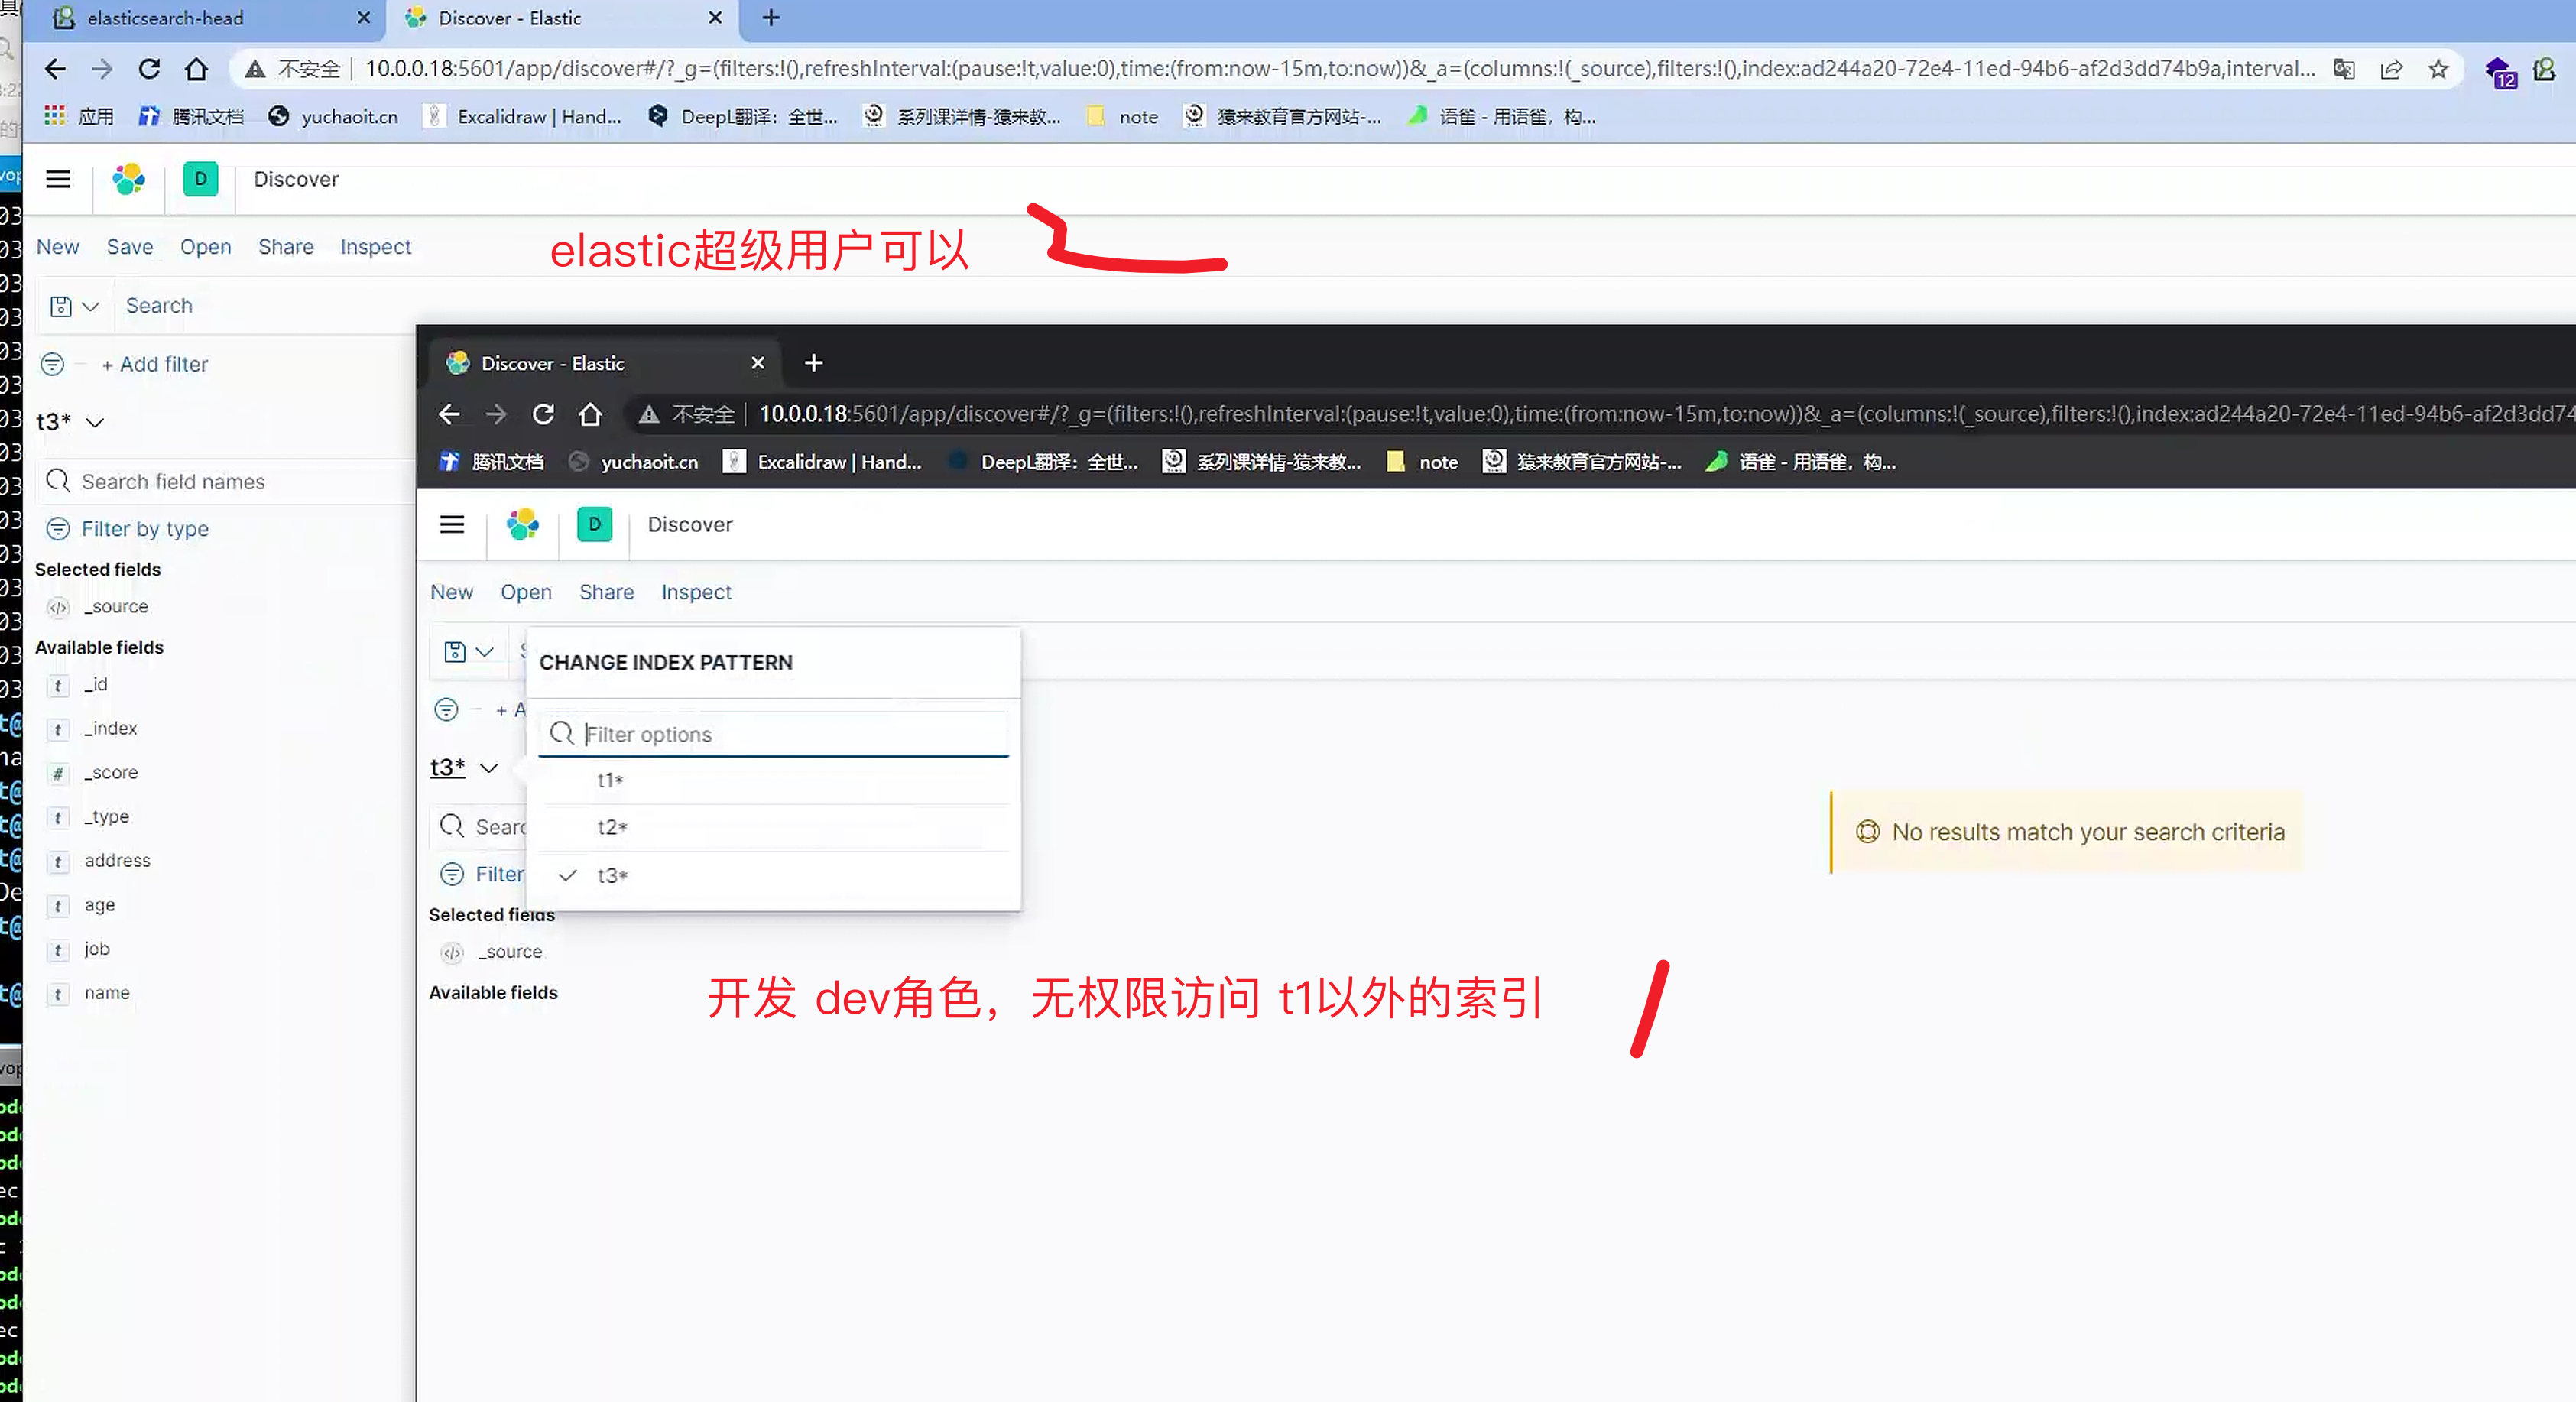 elasticsearch-head
Discover - Elastic
不安全 10.0.0.18:5601/app/discover#/?_g=(filters:!(),refreshInterval:(pause:!t,value:0),time:(from:now-15m,to:now))&_a=(columns:!(_source),filters:!(),index:ad244a20-72e4-11ed-94b6-af2d3dd74b9a,interval...
12
应用 腾讯文档 yuchaoit.cn Excalidraw | Hand... DeepL翻译：全世... 系列课详情-猿来教... note 猿来教育官方网站-... 语雀 - 用语雀，构...
D Discover
New Save Open Share Inspect
elastic超级用户可以
Search
+ Add filter
t3*
Search field names
Filter by type
Selected fields
_source
Available fields
_id
_index
_score
_type
address
age
job
name
Discover - Elastic
不安全 10.0.0.18:5601/app/discover#/?_g=(filters:!(),refreshInterval:(pause:!t,value:0),time:(from:now-15m,to:now))&_a=(columns:!(_source),filters:!(),index:ad244a20-72e4-11ed-94b6-af2d3dd74
腾讯文档 yuchaoit.cn Excalidraw | Hand... DeepL翻译：全世... 系列课详情-猿来教... note 猿来教育官方网站-... 语雀 - 用语雀，构...
D Discover
New Open Share Inspect
CHANGE INDEX PATTERN
+ A
Filter options
t3*
t1*
t2*
t3*
Searc
Filter
Selected fields
_source
Available fields
No results match your search criteria
开发 dev角色，无权限访问 t1以外的索引